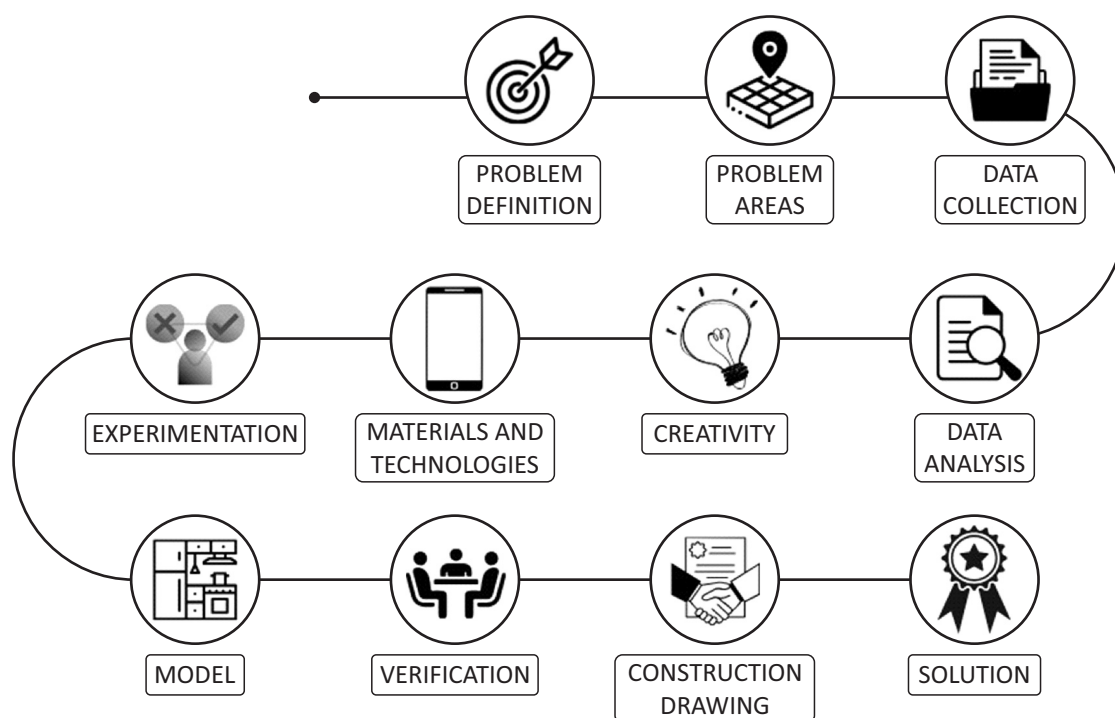 PROBLEM
DEFINITION
PROBLEM
AREAS
DATA
COLLECTION
EXPERIMENTATION
MATERIALS AND
TECHNOLOGIES
CREATIVITY
DATA
ANALYSIS
MODEL
VERIFICATION
CONSTRUCTION
DRAWING
SOLUTION